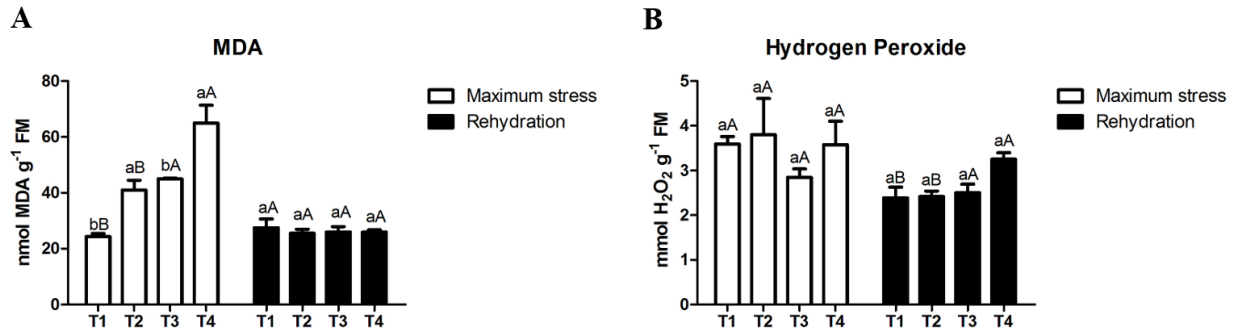 A
MDA
nmol MDA g-1 FM
80
60
40
20
0
bB
aB
bA
aA
aA
aA
aA
aA
T1 T2 T3 T4 T1 T2 T3 T4
Maximum stress
Rehydration
B
Hydrogen Peroxide
mmol H2O2 g-1 FM
5
4
3
2
1
0
aA
aA
aA
aA
aB
aB
aA
aA
T1 T2 T3 T4 T1 T2 T3 T4
Maximum stress
Rehydration